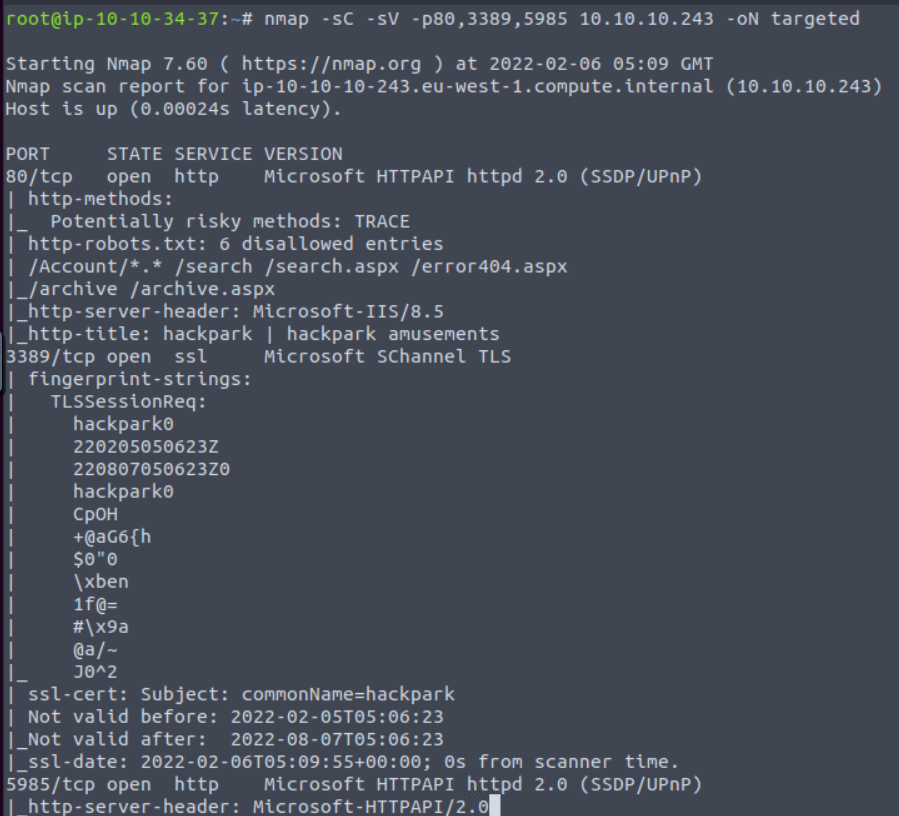 root@ip-10-10-34-37:~# nmap -sC -sV -p80,3389,5985 10.10.10.243 -oN targeted
Starting Nmap 7.60 ( https://nmap.org ) at 2022-02-06 05:09 GMT
Nmap scan report for ip-10-10-10-243.eu-west-1.compute.internal (10.10.10.243)
Host is up (0.00024s latency).
PORT     STATE SERVICE VERSION
80/tcp   open  http    Microsoft HTTPAPI httpd 2.0 (SSDP/UPnP)
| http-methods:
|_  Potentially risky methods: TRACE
| http-robots.txt: 6 disallowed entries
| /Account/*.* /search /search.aspx /error404.aspx
|_/archive /archive.aspx
|_http-server-header: Microsoft-IIS/8.5
|_http-title: hackpark | hackpark amusements
3389/tcp open  ssl     Microsoft SChannel TLS
| fingerprint-strings:
|   TLSSessionReq:
|     hackpark0
|     220205050623Z
|     220807050623Z0
|     hackpark0
|     CpOH
|     +@aG6{h
|     $0"0
|     \xben
|     1f@=
|     #\x9a
|     @a/~
|_    J0^2
| ssl-cert: Subject: commonName=hackpark
| Not valid before: 2022-02-05T05:06:23
|_Not valid after:  2022-08-07T05:06:23
|_ssl-date: 2022-02-06T05:09:55+00:00; 0s from scanner time.
5985/tcp open  http    Microsoft HTTPAPI httpd 2.0 (SSDP/UPnP)
|_http-server-header: Microsoft-HTTPAPI/2.0